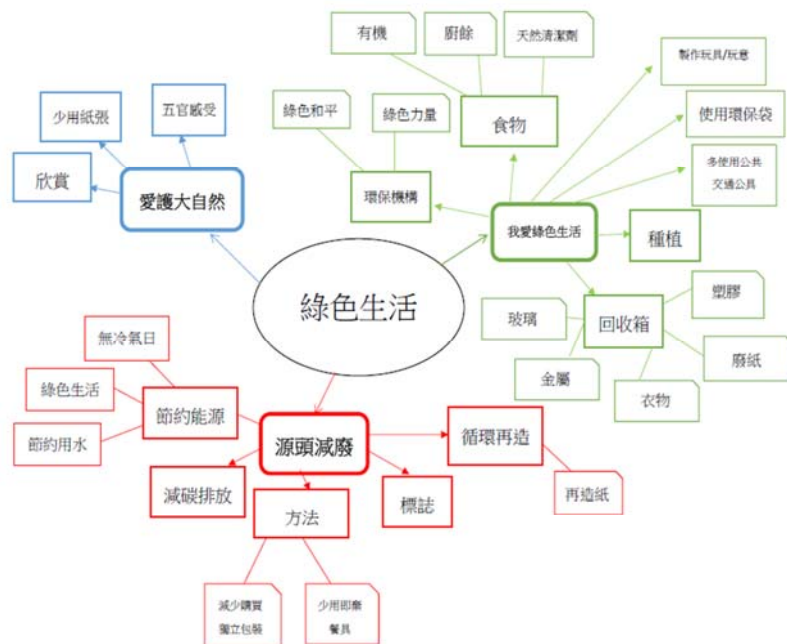 有機
廚餘
天然清潔劑
製作玩具/玩意
綠色和平
綠色力量
食物
使用環保袋
少用紙張
五官感受
多使用公共
交通公具
欣賞
愛護大自然
環保機構
我愛綠色生活
種植
綠色生活
塑膠
玻璃
回收箱
廢紙
金屬
衣物
無冷氣日
綠色生活
節約能源
節約用水
源頭減廢
循環再造
減碳排放
方法
標誌
再造紙
減少購買
獨立包裝
少用即棄
餐具